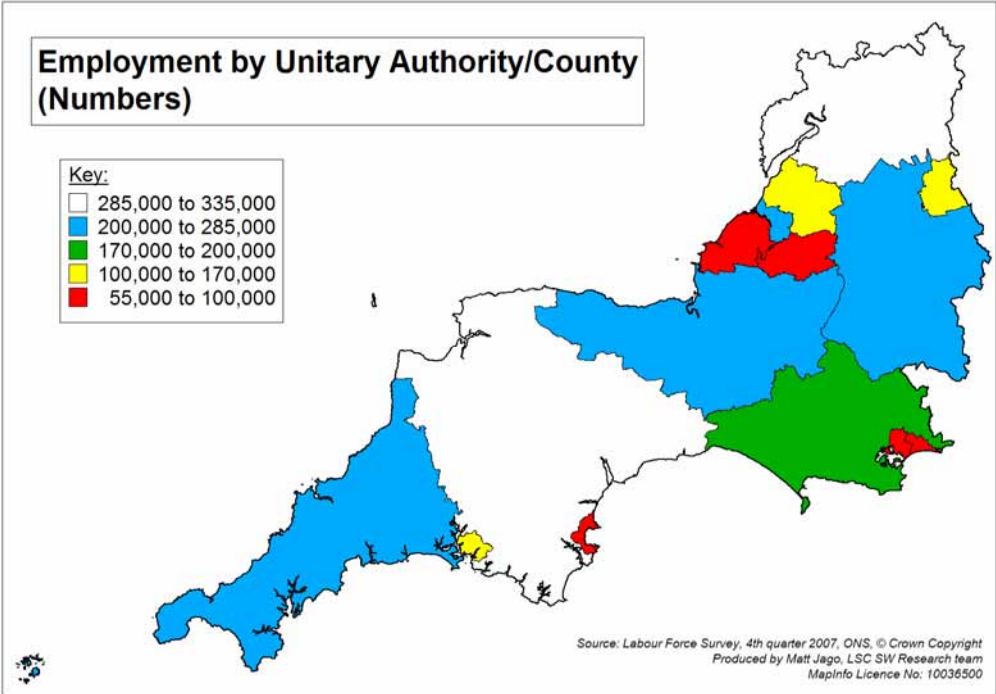 Employment by Unitary Authority/County
(Numbers)
Key:
285,000 to 335,000
200,000 to 285,000
170,000 to 200,000
100,000 to 170,000
55,000 to 100,000
Source: Labour Force Survey, 4th quarter 2007, ONS, © Crown Copyright
Produced by Matt Jago, LSC SW Research team
MapInfo Licence No: 10036500